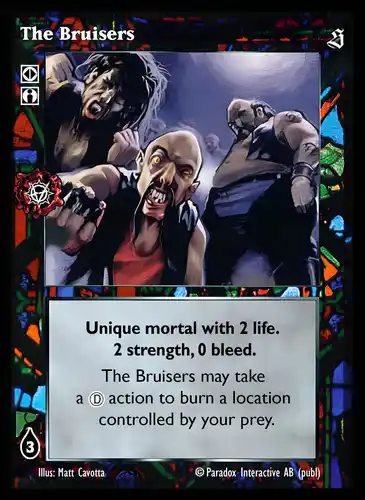 The Bruisers
Unique mortal with 2 life.
2 strength, 0 bleed.
The Bruisers may take
a Ⓓ action to burn a location
controlled by your prey.
3
Illus: Matt Cavotta © Paradox Interactive AB (publ)